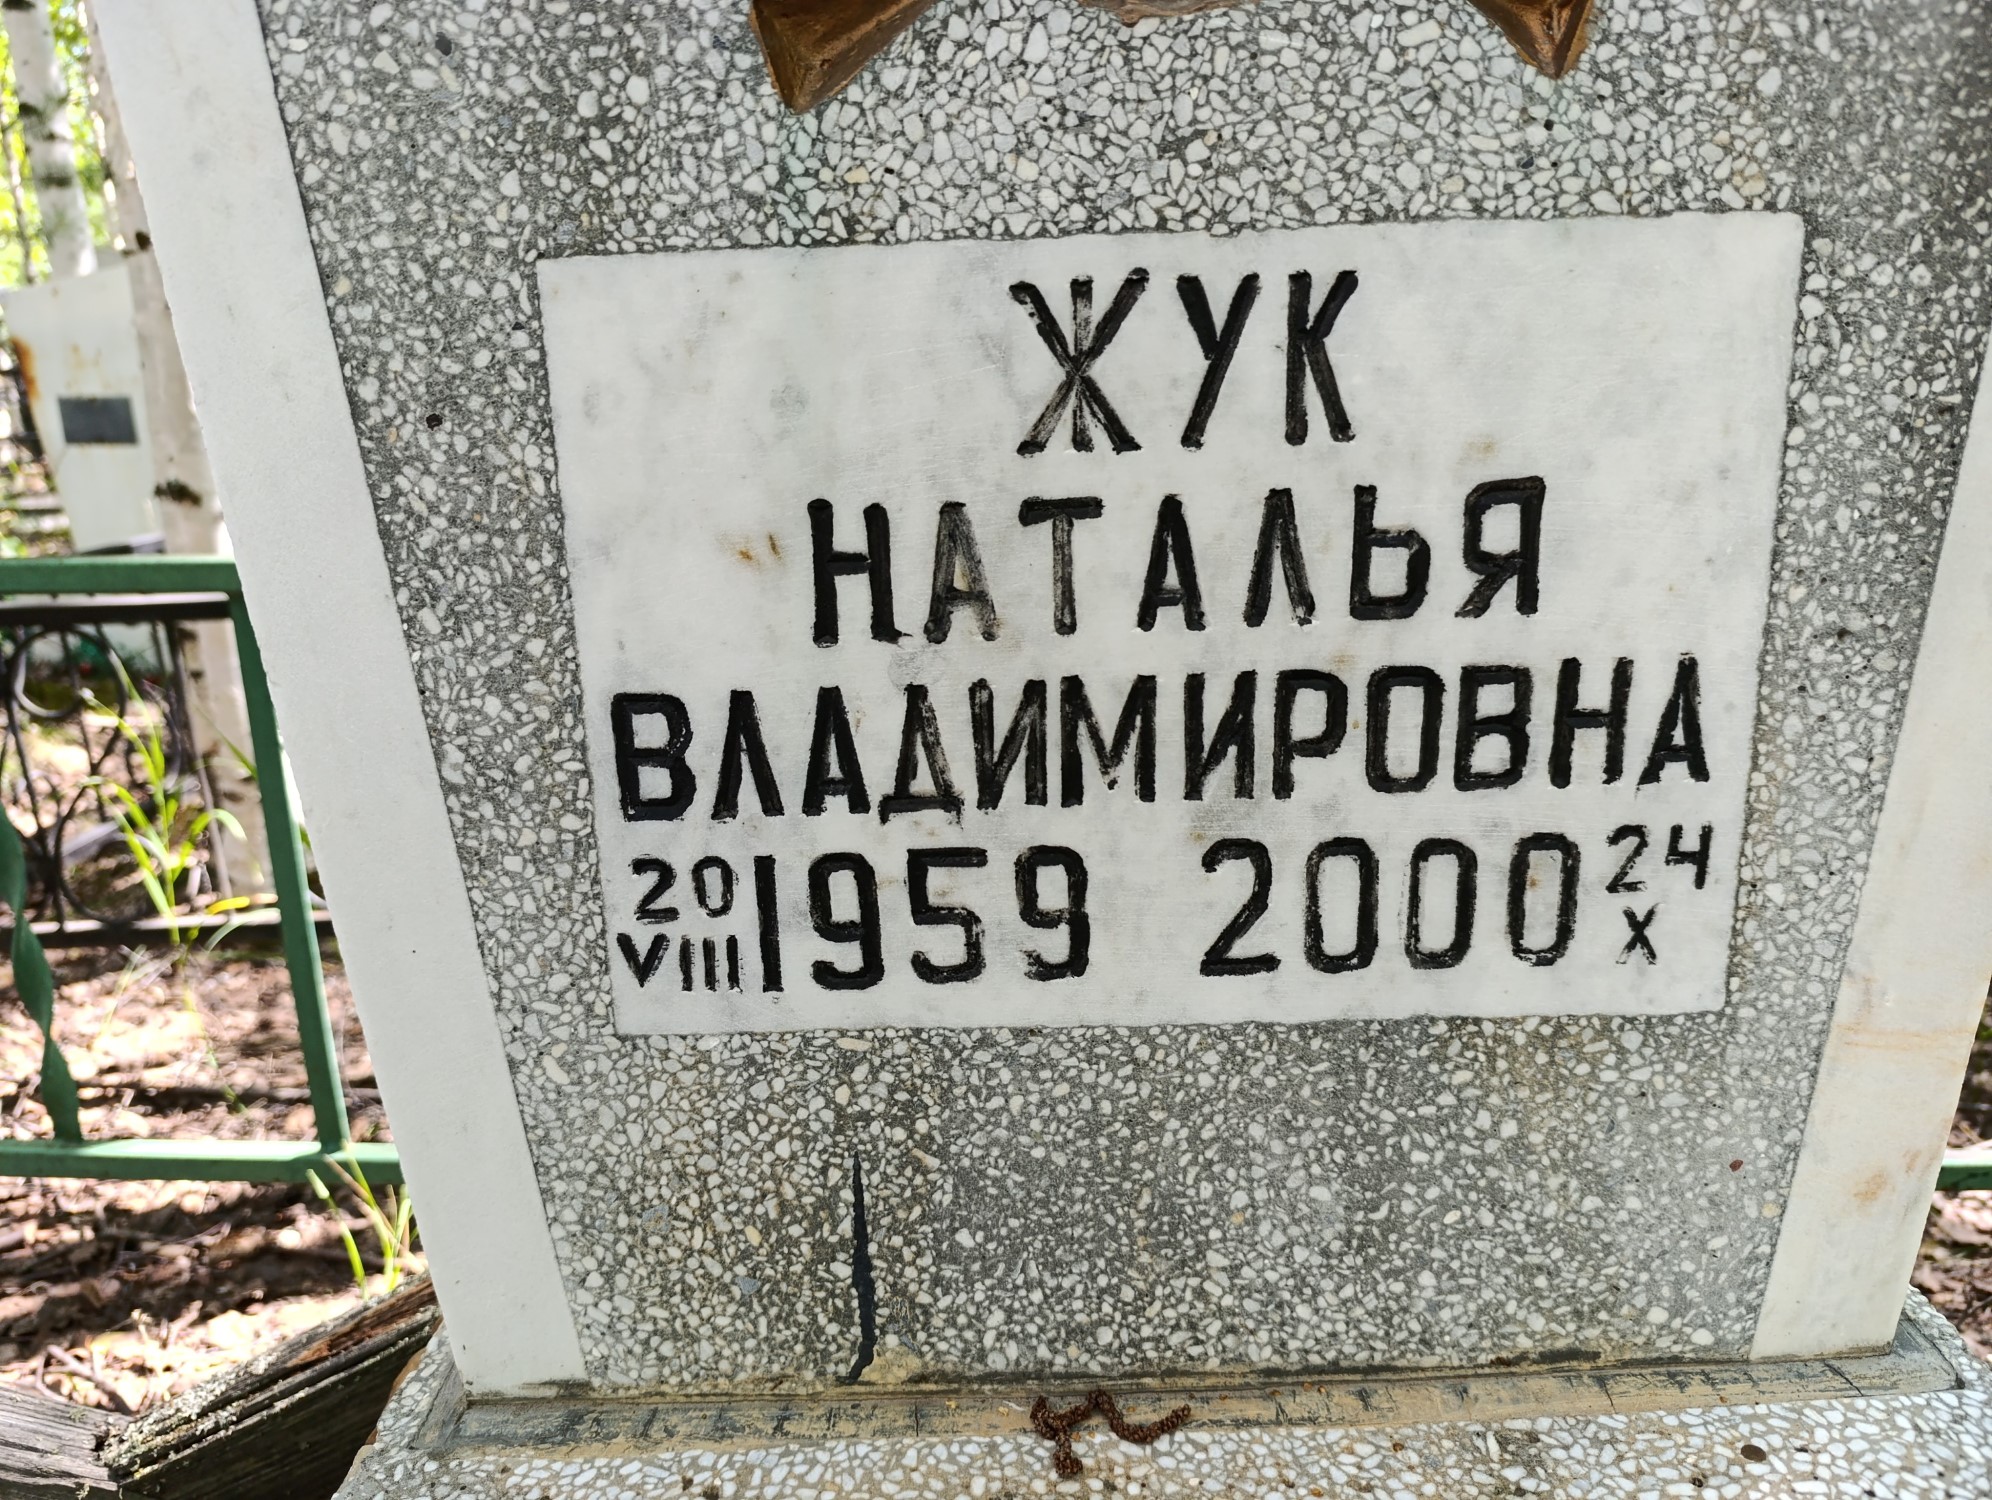 ЖУК
НАТАЛЬЯ
ВЛАДИМИРОВНА
20 VIII 1959 2000 24 X